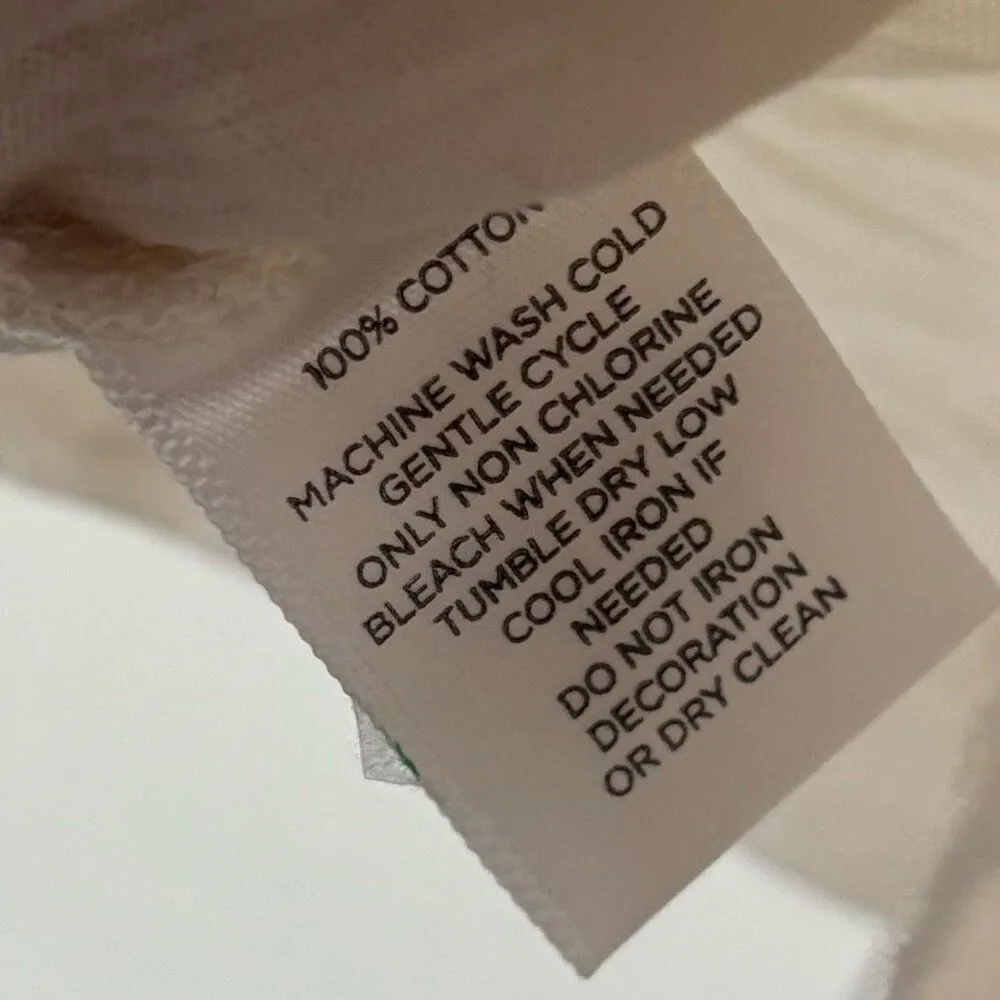 100% COTTON
MACHINE WASH COLD
GENTLE CYCLE
ONLY NON CHLORINE
BLEACH WHEN NEEDED
TUMBLE DRY LOW
COOL IRON IF
NEEDED
DO NOT IRON
DECORATION
OR DRY CLEAN